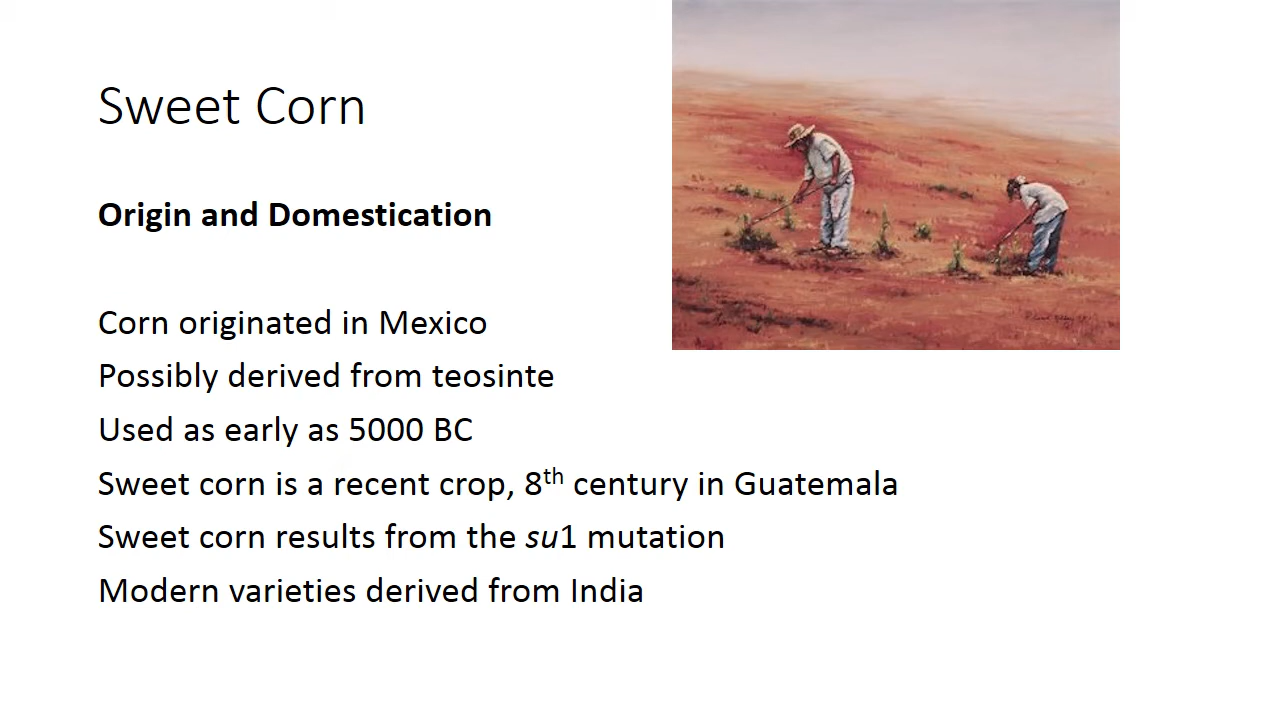 Sweet Corn
Origin and Domestication
Corn originated in Mexico
Possibly derived from teosinte
Used as early as 5000 BC
Sweet corn is a recent crop, 8th century in Guatemala
Sweet corn results from the su1 mutation
Modern varieties derived from India